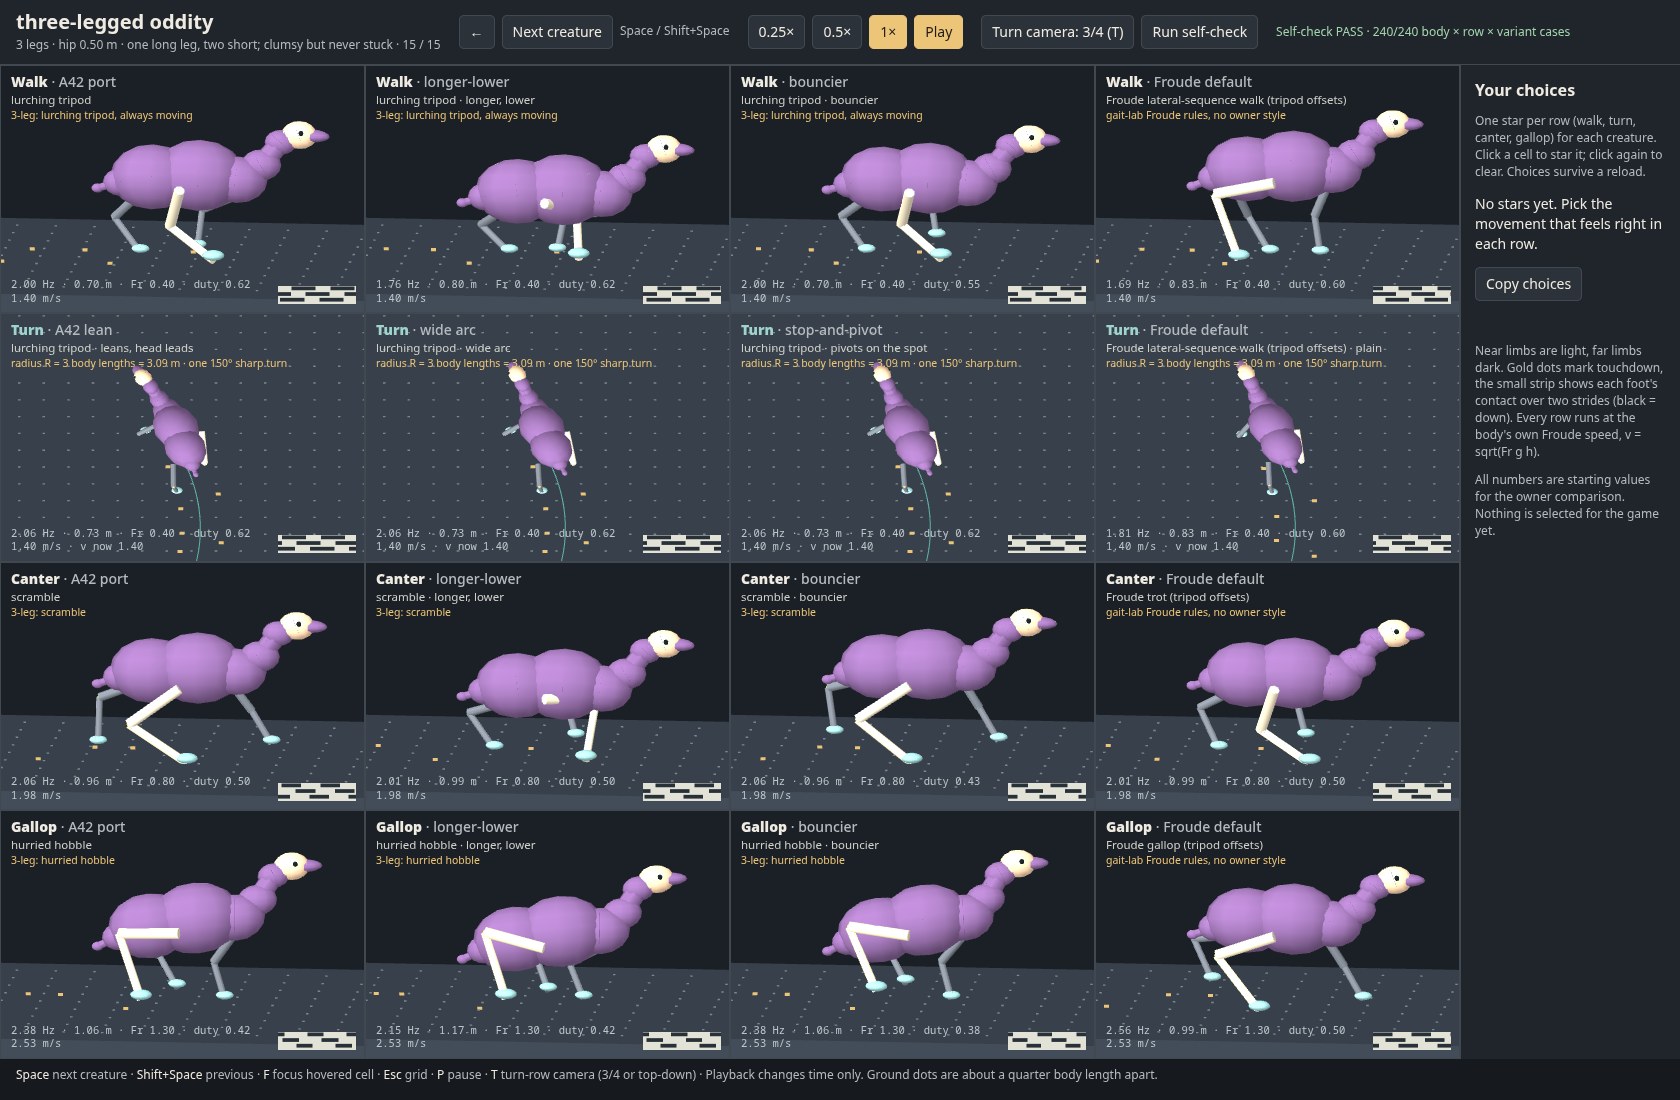 three-legged oddity
3 legs · hip 0.50 m · one long leg, two short; clumsy but never stuck · 15 / 15
←
Next creature
Space / Shift+Space
0.25×
0.5×
1×
Play
Turn camera: 3/4 (T)
Run self-check
Self-check PASS · 240/240 body × row × variant cases
Walk · A42 port
lurching tripod
3-leg: lurching tripod, always moving
2.00 Hz · 0.70 m · Fr 0.40 · duty 0.62
1.40 m/s
Walk · longer-lower
lurching tripod · longer, lower
3-leg: lurching tripod, always moving
1.76 Hz · 0.80 m · Fr 0.40 · duty 0.62
1.40 m/s
Walk · bouncier
lurching tripod · bouncier
3-leg: lurching tripod, always moving
2.00 Hz · 0.70 m · Fr 0.40 · duty 0.55
1.40 m/s
Walk · Froude default
Froude lateral-sequence walk (tripod offsets)
gait-lab Froude rules, no owner style
1.69 Hz · 0.83 m · Fr 0.40 · duty 0.60
1.40 m/s
Turn · A42 lean
lurching tripod · leans, head leads
radius R = 3 body lengths = 3.09 m · one 150° sharp turn
2.06 Hz · 0.73 m · Fr 0.40 · duty 0.62
1.40 m/s · v now 1.40
Turn · wide arc
lurching tripod · wide arc
radius R = 3 body lengths = 3.09 m · one 150° sharp turn
2.06 Hz · 0.73 m · Fr 0.40 · duty 0.62
1.40 m/s · v now 1.40
Turn · stop-and-pivot
lurching tripod · pivots on the spot
radius R = 3 body lengths = 3.09 m · one 150° sharp turn
2.06 Hz · 0.73 m · Fr 0.40 · duty 0.62
1.40 m/s · v now 1.40
Turn · Froude default
Froude lateral-sequence walk (tripod offsets) · plain
radius R = 3 body lengths = 3.09 m · one 150° sharp turn
1.81 Hz · 0.83 m · Fr 0.40 · duty 0.60
1.40 m/s · v now 1.40
Canter · A42 port
scramble
3-leg: scramble
2.06 Hz · 0.96 m · Fr 0.80 · duty 0.50
1.98 m/s
Canter · longer-lower
scramble · longer, lower
3-leg: scramble
2.01 Hz · 0.99 m · Fr 0.80 · duty 0.50
1.98 m/s
Canter · bouncier
scramble · bouncier
3-leg: scramble
2.06 Hz · 0.96 m · Fr 0.80 · duty 0.43
1.98 m/s
Canter · Froude default
Froude trot (tripod offsets)
gait-lab Froude rules, no owner style
2.01 Hz · 0.99 m · Fr 0.80 · duty 0.50
1.98 m/s
Gallop · A42 port
hurried hobble
3-leg: hurried hobble
2.38 Hz · 1.06 m · Fr 1.30 · duty 0.42
2.53 m/s
Gallop · longer-lower
hurried hobble · longer, lower
3-leg: hurried hobble
2.15 Hz · 1.17 m · Fr 1.30 · duty 0.42
2.53 m/s
Gallop · bouncier
hurried hobble · bouncier
3-leg: hurried hobble
2.38 Hz · 1.06 m · Fr 1.30 · duty 0.38
2.53 m/s
Gallop · Froude default
Froude gallop (tripod offsets)
gait-lab Froude rules, no owner style
2.56 Hz · 0.99 m · Fr 1.30 · duty 0.50
2.53 m/s
Your choices
One star per row (walk, turn,
canter, gallop) for each creature.
Click a cell to star it; click again to
clear. Choices survive a reload.
No stars yet. Pick the
movement that feels right in
each row.
Copy choices
Near limbs are light, far limbs
dark. Gold dots mark touchdown,
the small strip shows each foot's
contact over two strides (black =
down). Every row runs at the
body's own Froude speed, v =
sqrt(Fr g h).
All numbers are starting values
for the owner comparison.
Nothing is selected for the game
yet.
Space next creature · Shift+Space previous · F focus hovered cell · Esc grid · P pause · T turn-row camera (3/4 or top-down) · Playback changes time only. Ground dots are about a quarter body length apart.